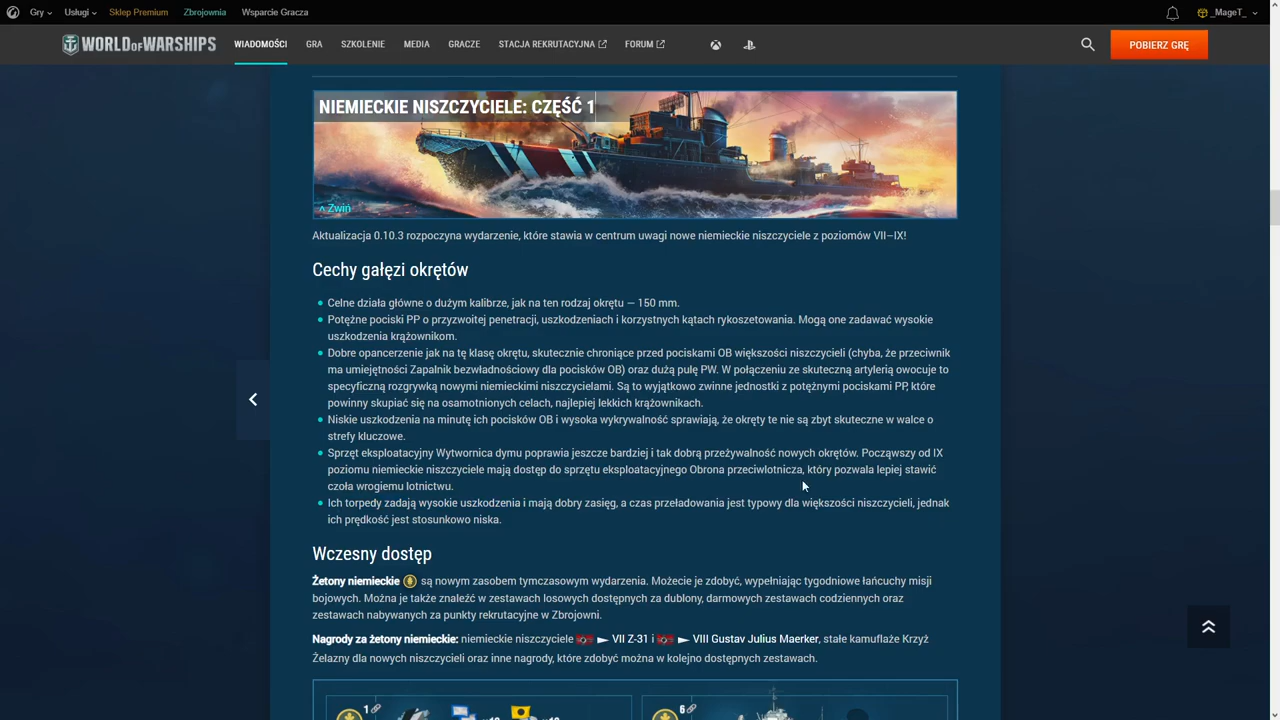 Gry
Usługi
Sklep Premium
Zbrojownia
Wsparcie Gracza
_MageT_
WORLD OF WARSHIPS
WIADOMOŚCI
GRA
SZKOLENIE
MEDIA
GRACZE
STACJA REKRUTACYJNA
FORUM
POBIERZ GRĘ
NIEMIECKIE NISZCZYCIELE: CZĘŚĆ 1
^ Zwiń
Aktualizacja 0.10.3 rozpoczyna wydarzenie, które stawia w centrum uwagi nowe niemieckie niszczyciele z poziomów VII–IX!
Cechy gałęzi okrętów
Celne działa główne o dużym kalibrze, jak na ten rodzaj okrętu — 150 mm.
Potężne pociski PP o przyzwoitej penetracji, uszkodzeniach i korzystnych kątach rykoszetowania. Mogą one zadawać wysokie
uszkodzenia krążownikom.
Dobre opancerzenie jak na tę klasę okrętu, skutecznie chroniące przed pociskami OB większości niszczycieli (chyba, że przeciwnik
ma umiejętności Zapalnik bezwładnościowy dla pocisków OB) oraz dużą pulę PW. W połączeniu ze skuteczną artylerią owocuje to
specyficzną rozgrywką nowymi niemieckimi niszczycielami. Są to wyjątkowo zwinne jednostki z potężnymi pociskami PP, które
powinny skupiać się na osamotnionych celach, najlepiej lekkich krążownikach.
Niskie uszkodzenia na minutę ich pocisków OB i wysoka wykrywalność sprawiają, że okręty te nie są zbyt skuteczne w walce o
strefy kluczowe.
Sprzęt eksploatacyjny Wytwornica dymu poprawia jeszcze bardziej i tak dobrą przeżywalność nowych okrętów. Począwszy od IX
poziomu niemieckie niszczyciele mają dostęp do sprzętu eksploatacyjnego Obrona przeciwlotnicza, który pozwala lepiej stawić
czoła wrogiemu lotnictwu.
Ich torpedy zadają wysokie uszkodzenia i mają dobry zasięg, a czas przeładowania jest typowy dla większości niszczycieli, jednak
ich prędkość jest stosunkowo niska.
Wczesny dostęp
Żetony niemieckie są nowym zasobem tymczasowym wydarzenia. Możecie je zdobyć, wypełniając tygodniowe łańcuchy misji
bojowych. Można je także znaleźć w zestawach losowych dostępnych za dublony, darmowych zestawach codziennych oraz
zestawach nabywanych za punkty rekrutacyjne w Zbrojowni.
Nagrody za żetony niemieckie: niemieckie niszczyciele VII Z-31 i VIII Gustav Julius Maerker, stałe kamuflaże Krzyż
Żelazny dla nowych niszczycieli oraz inne nagrody, które zdobyć można w kolejno dostępnych zestawach.
1
6